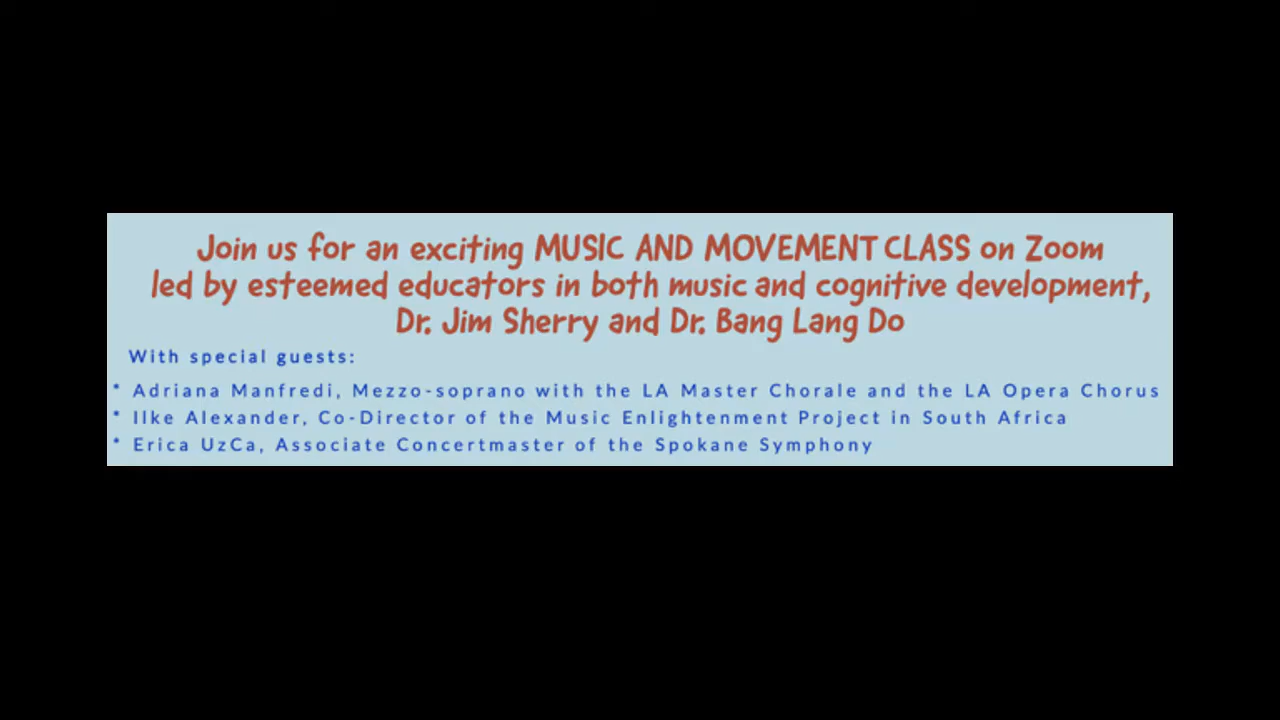 Join us for an exciting MUSIC AND MOVEMENT CLASS on Zoom
led by esteemed educators in both music and cognitive development,
Dr. Jim Sherry and Dr. Bang Lang Do
With special guests:
* Adriana Manfredi, Mezzo-soprano with the LA Master Chorale and the LA Opera Chorus
* Ilke Alexander, Co-Director of the Music Enlightenment Project in South Africa
* Erica UzCa, Associate Concertmaster of the Spokane Symphony